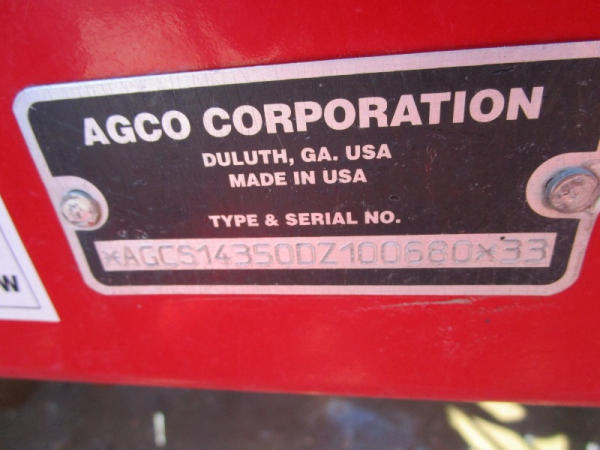 AGCO CORPORATION
DULUTH, GA. USA
MADE IN USA
TYPE & SERIAL NO.
*AGCS14350DZ100680*33
W